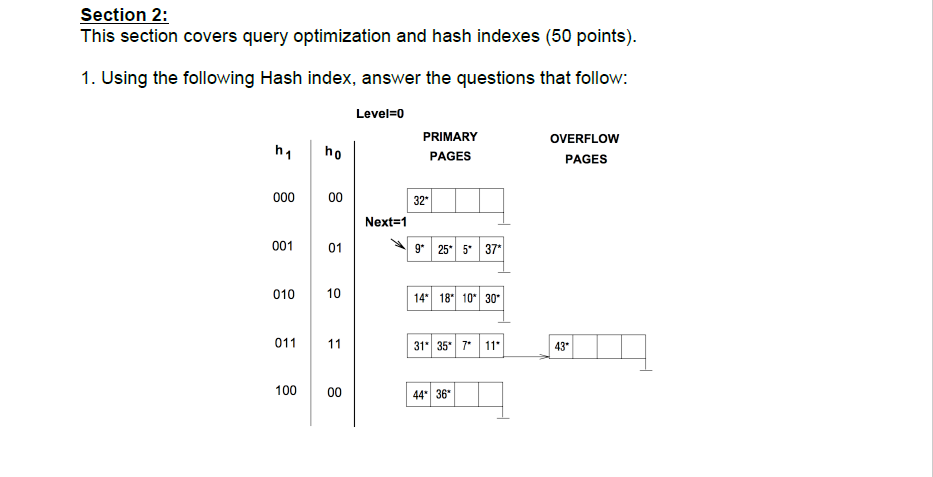 Section 2:
This section covers query optimization and hash indexes (50 points).
1. Using the following Hash index, answer the questions that follow:
Level=0
h1 h0 PRIMARY PAGES OVERFLOW PAGES
000 00 32*
Next=1
001 01 9* 25* 5* 37*
010 10 14* 18* 10* 30*
011 11 31* 35* 7* 11* 43*
100 00 44* 36*